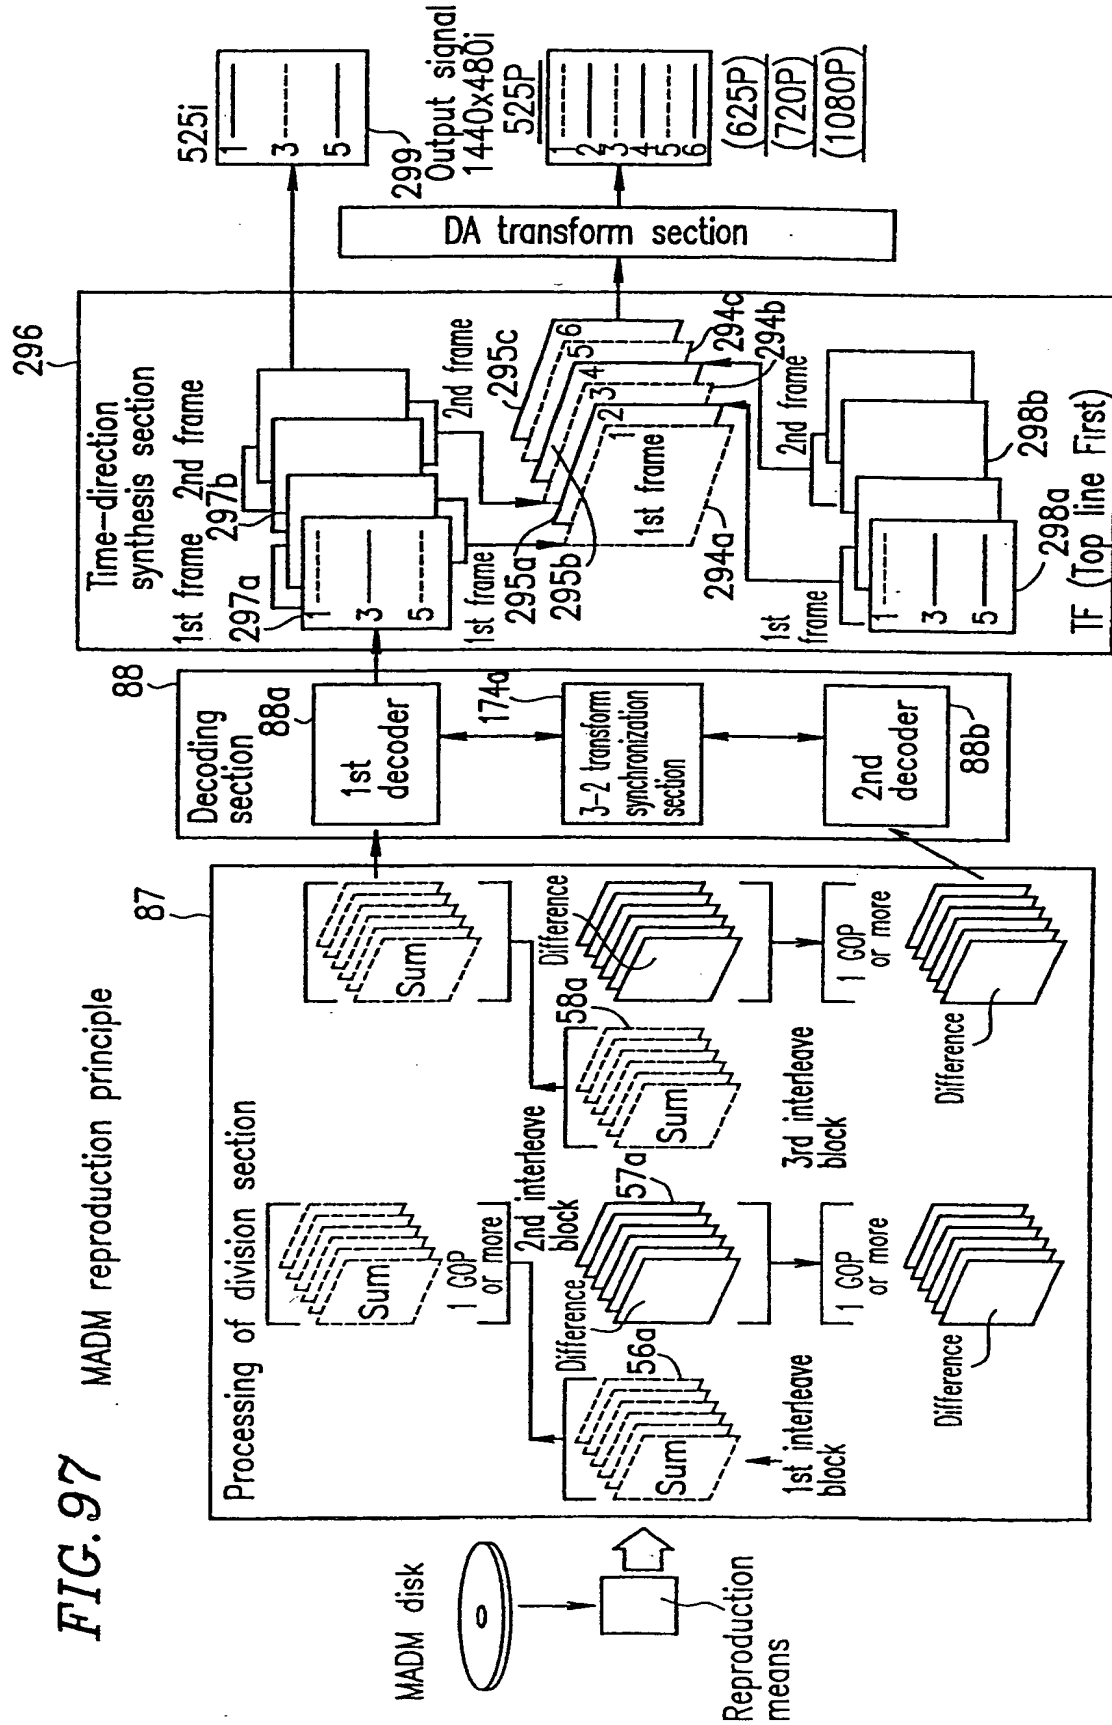 FIG. 97
MADM reproduction principle
MADM disk
Reproduction
means
87
Processing of division section
Sum
1 GOP
or more
Sum
56a
1st interleave
block
2nd interleave
block
Difference
57a
1 GOP
or more
Difference
Sum
58a
Sum
3rd interleave
block
Difference
1 GOP
or more
Difference
88
Decoding
section
88a
1st
decoder
174a
3-2 transform
synchronization
section
2nd
decoder
88b
296
Time-direction
synthesis section
1st frame
2nd frame
297a
297b
1
3
5
1st frame
2nd frame
295a
295b
295c
1st frame
1
2
3
4
5
6
294a
294b
294c
1st
frame
2nd frame
1
3
5
298a
298b
TF (Top line First)
DA transform section
525i
1
3
5
299
Output signal
1440x480i
525P
1
2
3
4
5
6
(625P)
(720P)
(1080P)